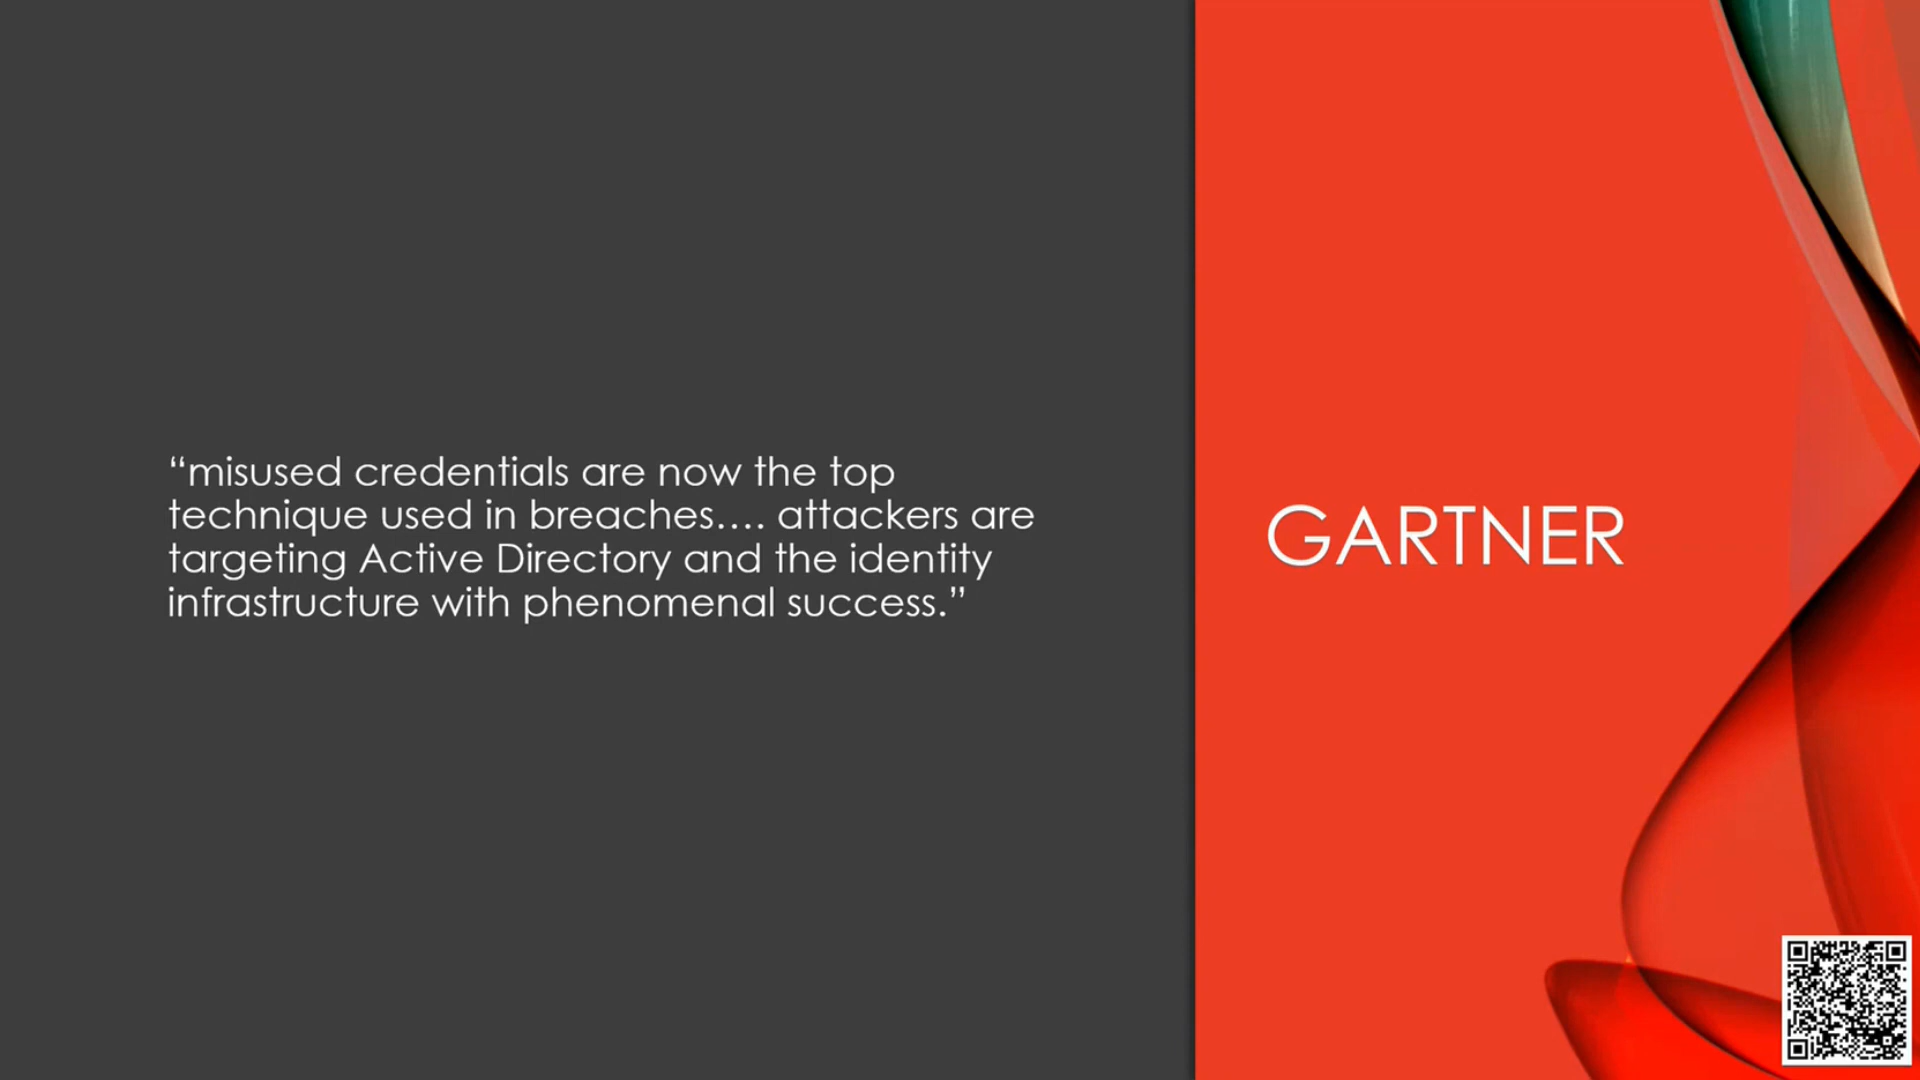 “misused credentials are now the top
technique used in breaches…. attackers are
targeting Active Directory and the identity
infrastructure with phenomenal success.”
GARTNER